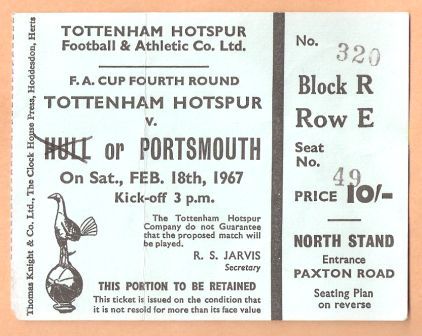 Thomas Knight & Co. Ltd., The Clock House Press, Hoddesdon, Herts
TOTTENHAM HOTSPUR
Football & Athletic Co. Ltd.
F.A. CUP FOURTH ROUND
TOTTENHAM HOTSPUR
v.
HULL or PORTSMOUTH
On Sat., FEB. 18th, 1967
Kick-off 3 p.m.
The Tottenham Hotspur
Company do not Guarantee
that the proposed match will
be played.
R. S. JARVIS
Secretary
THIS PORTION TO BE RETAINED
This ticket is issued on the condition that
it is not resold for more than its face value
No. 320
Block R
Row E
Seat
No. 49
PRICE 10/-
NORTH STAND
Entrance
PAXTON ROAD
Seating Plan
on reverse